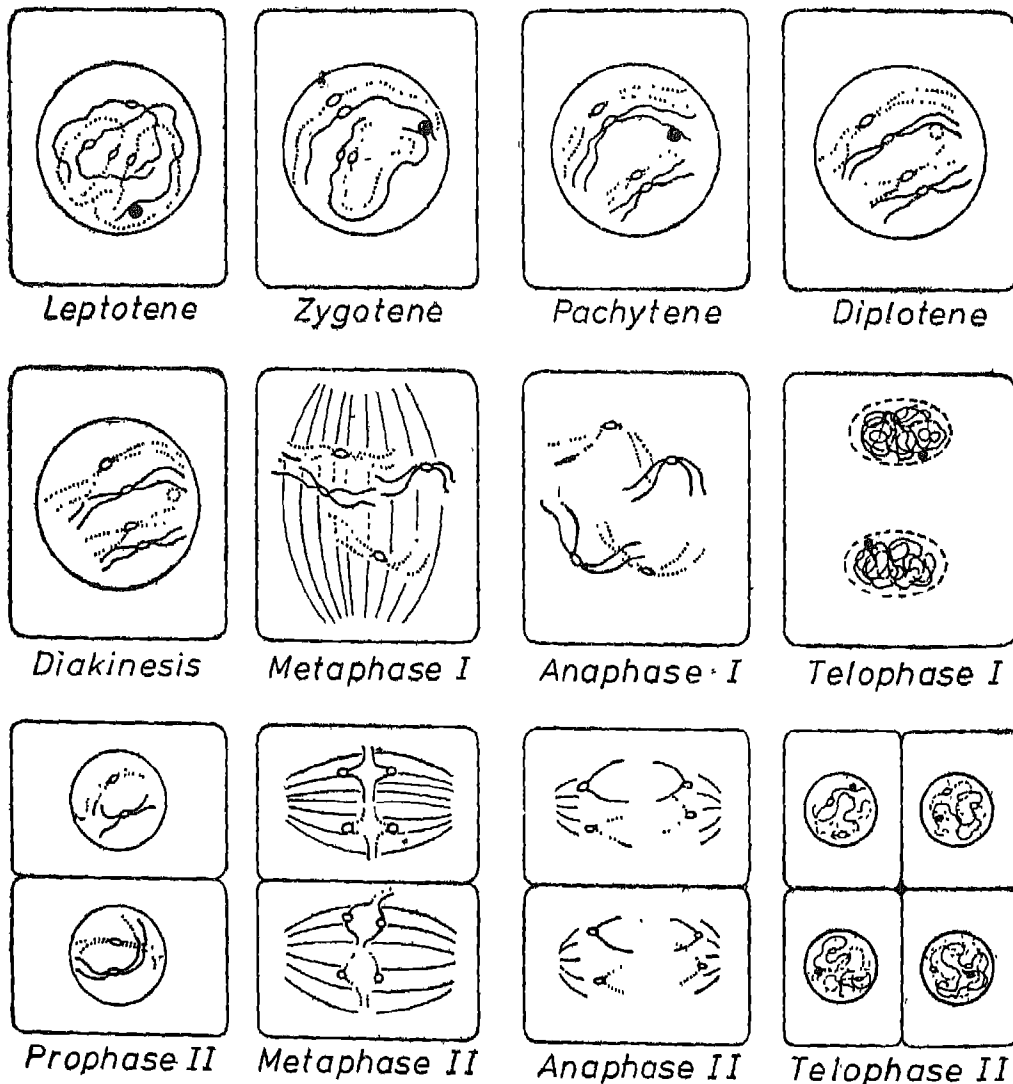 Leptotene Zygotene Pachytene Diplotene
Diakinesis Metaphase I Anaphase I Telophase I
Prophase II Metaphase II Anaphase II Telophase II